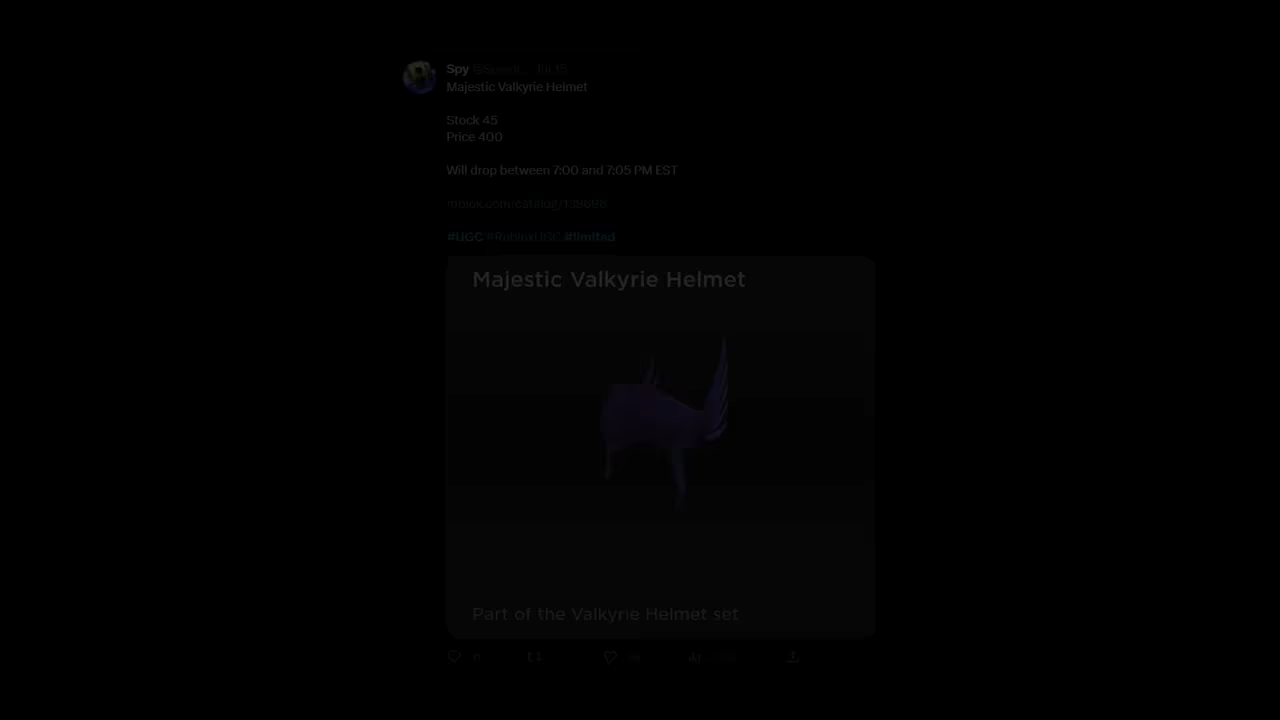 Spy
Majestic Valkyrie Helmet
Stock 45
Price 400
Will drop between 7:00 and 7:05 PM EST
#UGC #RobloxUGC #limited
Majestic Valkyrie Helmet
Part of the Valkyrie Helmet set